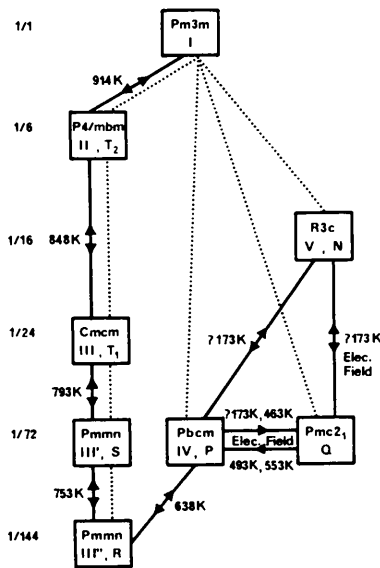 1/1
Pm3m
I
914K
1/6
P4/mbm
II , T₂
1/16
848K
R3c
V , N
?173K
?173K
Elec.
Field
1/24
Cmcm
III , T₁
793K
1/72
Pmmn
III' , S
Pbcm
IV , P
?173K, 463K
Elec. Field
493K, 553K
Pmc2₁
Q
753K
638K
1/144
Pmmn
III'' , R